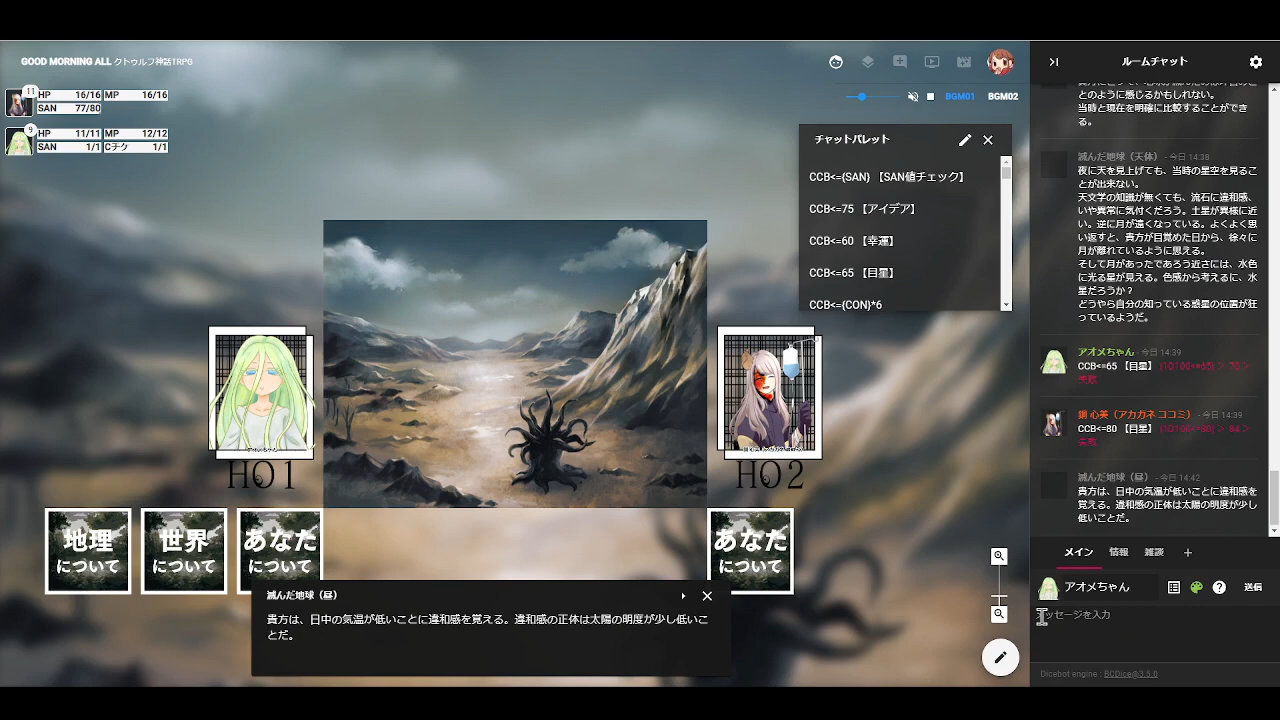 GOOD MORNING ALL クトゥルフ神話TRPG
11
HP 16/16 MP 16/16
SAN 77/80
9
HP 11/11 MP 12/12
SAN 1/1 Cチケ 1/1
BGM01 BGM02
チャットパレット
CCB<={SAN} 【SAN値チェック】
CCB<=75 【アイデア】
CCB<=60 【幸運】
CCB<=65 【目星】
CCB<={CON}*6
HO1
HO2
地理
について
世界
について
あなた
について
あなた
について
滅んだ地球（昼）
貴方は、日中の気温が低いことに違和感を覚える。違和感の正体は太陽の明度が少し低いこ
とだ。
ルームチャット
とのように感じるかもしれない。
当時と現在を明確に比較することができ
る。
滅んだ地球（天体） - 今日 14:38
夜に天を見上げても、当時の星空を見るこ
とが出来ない。
天文学の知識が無くても、流石に違和感、
いや異常に気付くだろう。土星が異様に近
い。逆に月が遠くなっている。よくよく思
い返すと、貴方が目覚めた日から、徐々に
月が離れているように思える。
そして月があったであろう近さには、水色
に光る星が見える。色感から考えるに、水
星だろうか？
どうやら自分の知っている惑星の位置が狂
っているようだ。
アオメちゃん - 今日 14:39
CCB<=65 【目星】 (1D100<=65) > 76 >
失敗
銅 心美（アカガネ ココミ） - 今日 14:39
CCB<=80 【目星】 (1D100<=80) > 84 >
失敗
滅んだ地球（昼） - 今日 14:42
貴方は、日中の気温が低いことに違和感を
覚える。違和感の正体は太陽の明度が少し
低いことだ。
メイン 情報 雑談 +
アオメちゃん
送信
ッセージを入力
Dicebot engine : BCDice@3.5.0